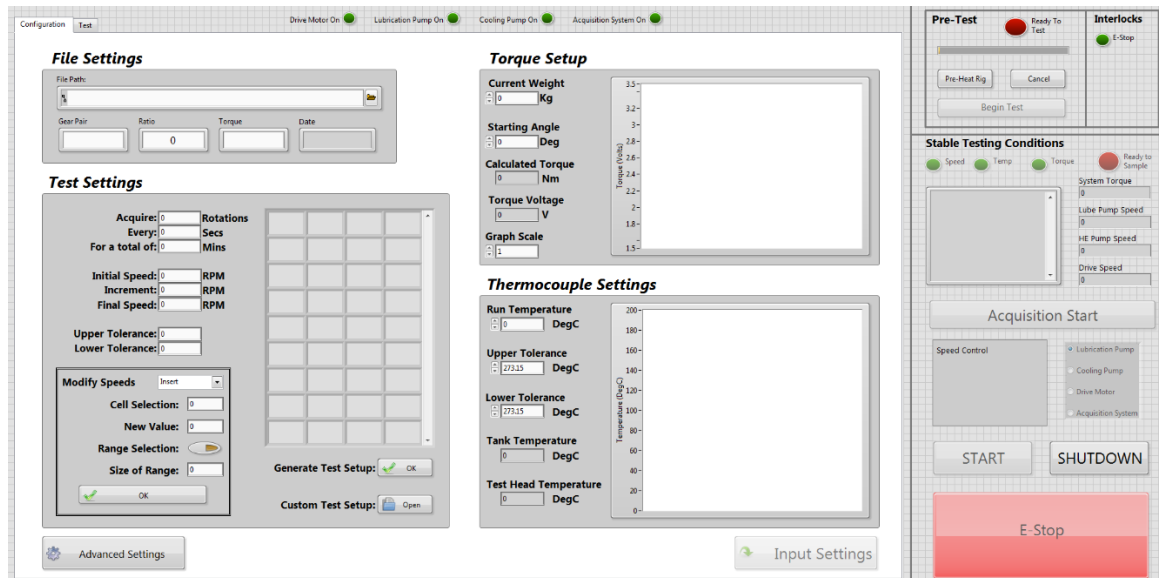 Configuration
Test
Drive Motor On
Lubrication Pump On
Cooling Pump On
Acquisition System On
File Settings
File Path:
Gear Pair
Ratio
Torque
Date
0
Test Settings
Acquire: 0 Rotations
Every: 0 Secs
For a total of: 0 Mins
Initial Speed: 0 RPM
Increment: 0 RPM
Final Speed: 0 RPM
Upper Tolerance: 0
Lower Tolerance: 0
Modify Speeds Insert
Cell Selection: 0
New Value: 0
Range Selection:
Size of Range: 0
OK
Generate Test Setup: OK
Custom Test Setup: Open
Advanced Settings
Torque Setup
Current Weight
0 Kg
Starting Angle
0 Deg
Calculated Torque
0 Nm
Torque Voltage
0 V
Graph Scale
1
Torque (Volts)
3.5
3.2
3
2.8
2.6
2.4
2.2
2
1.8
1.5
Thermocouple Settings
Run Temperature
0 DegC
Upper Tolerance
273.15 DegC
Lower Tolerance
273.15 DegC
Tank Temperature
0 DegC
Test Head Temperature
0 DegC
Temperature (DegC)
200
180
160
140
120
100
80
60
40
20
0
Input Settings
Pre-Test
Ready To
Test
Pre-Heat Rig
Cancel
Begin Test
Interlocks
E-Stop
Stable Testing Conditions
Speed
Temp
Torque
Ready to
Sample
System Torque
0
Lube Pump Speed
0
HE Pump Speed
0
Drive Speed
0
Acquisition Start
Speed Control
Lubrication Pump
Cooling Pump
Drive Motor
Acquisition System
START
SHUTDOWN
E-Stop